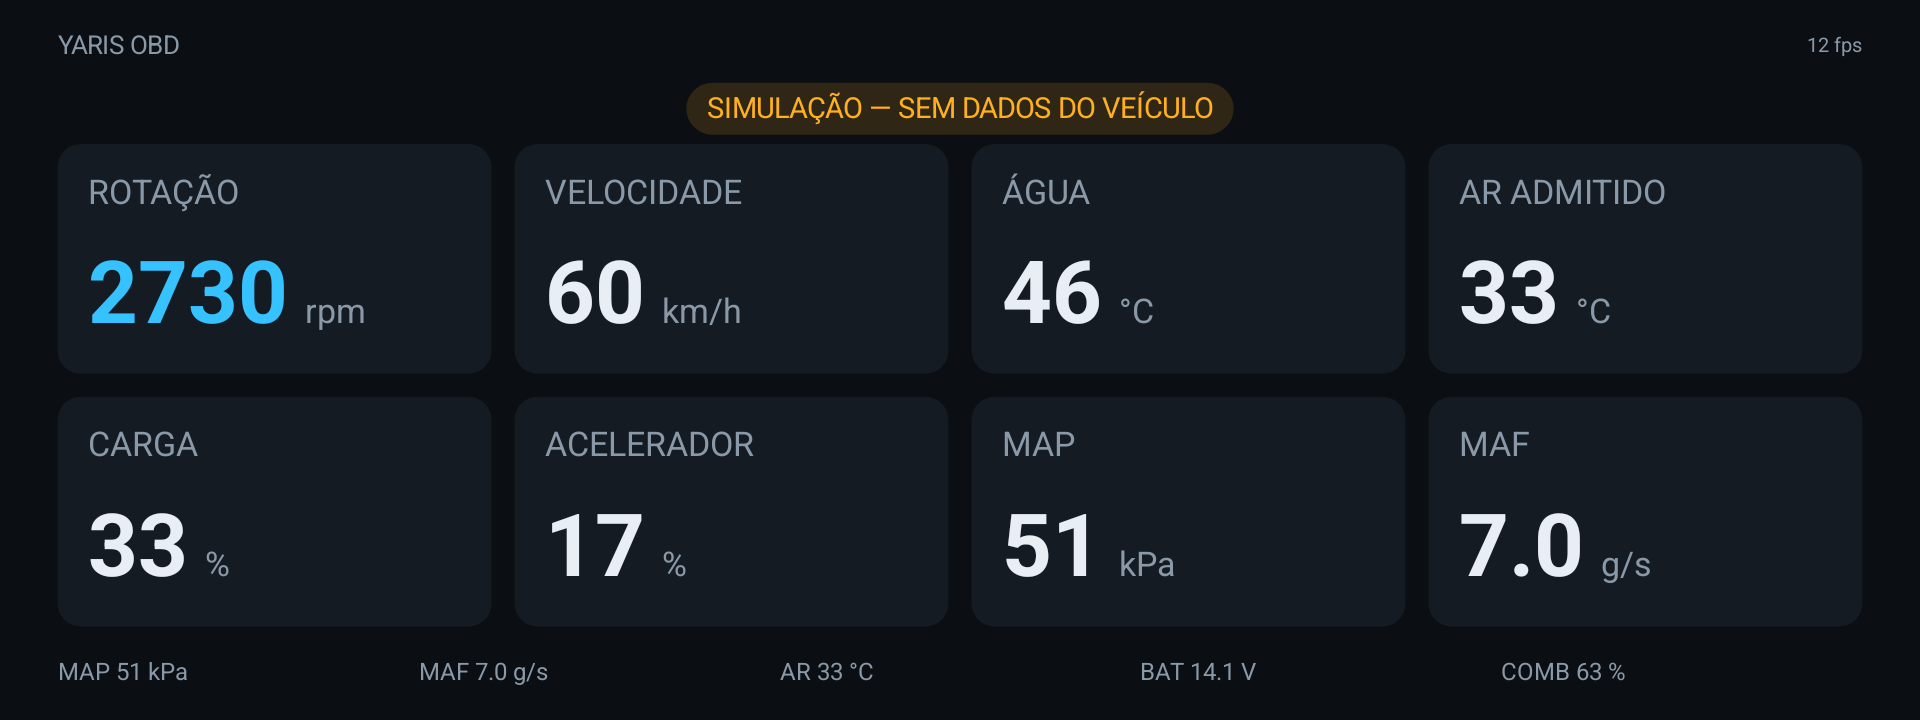 YARIS OBD
12 fps
SIMULAÇÃO — SEM DADOS DO VEÍCULO
ROTAÇÃO
2730 rpm
VELOCIDADE
60 km/h
ÁGUA
46 °C
AR ADMITIDO
33 °C
CARGA
33 %
ACELERADOR
17 %
MAP
51 kPa
MAF
7.0 g/s
MAP 51 kPa
MAF 7.0 g/s
AR 33 °C
BAT 14.1 V
COMB 63 %